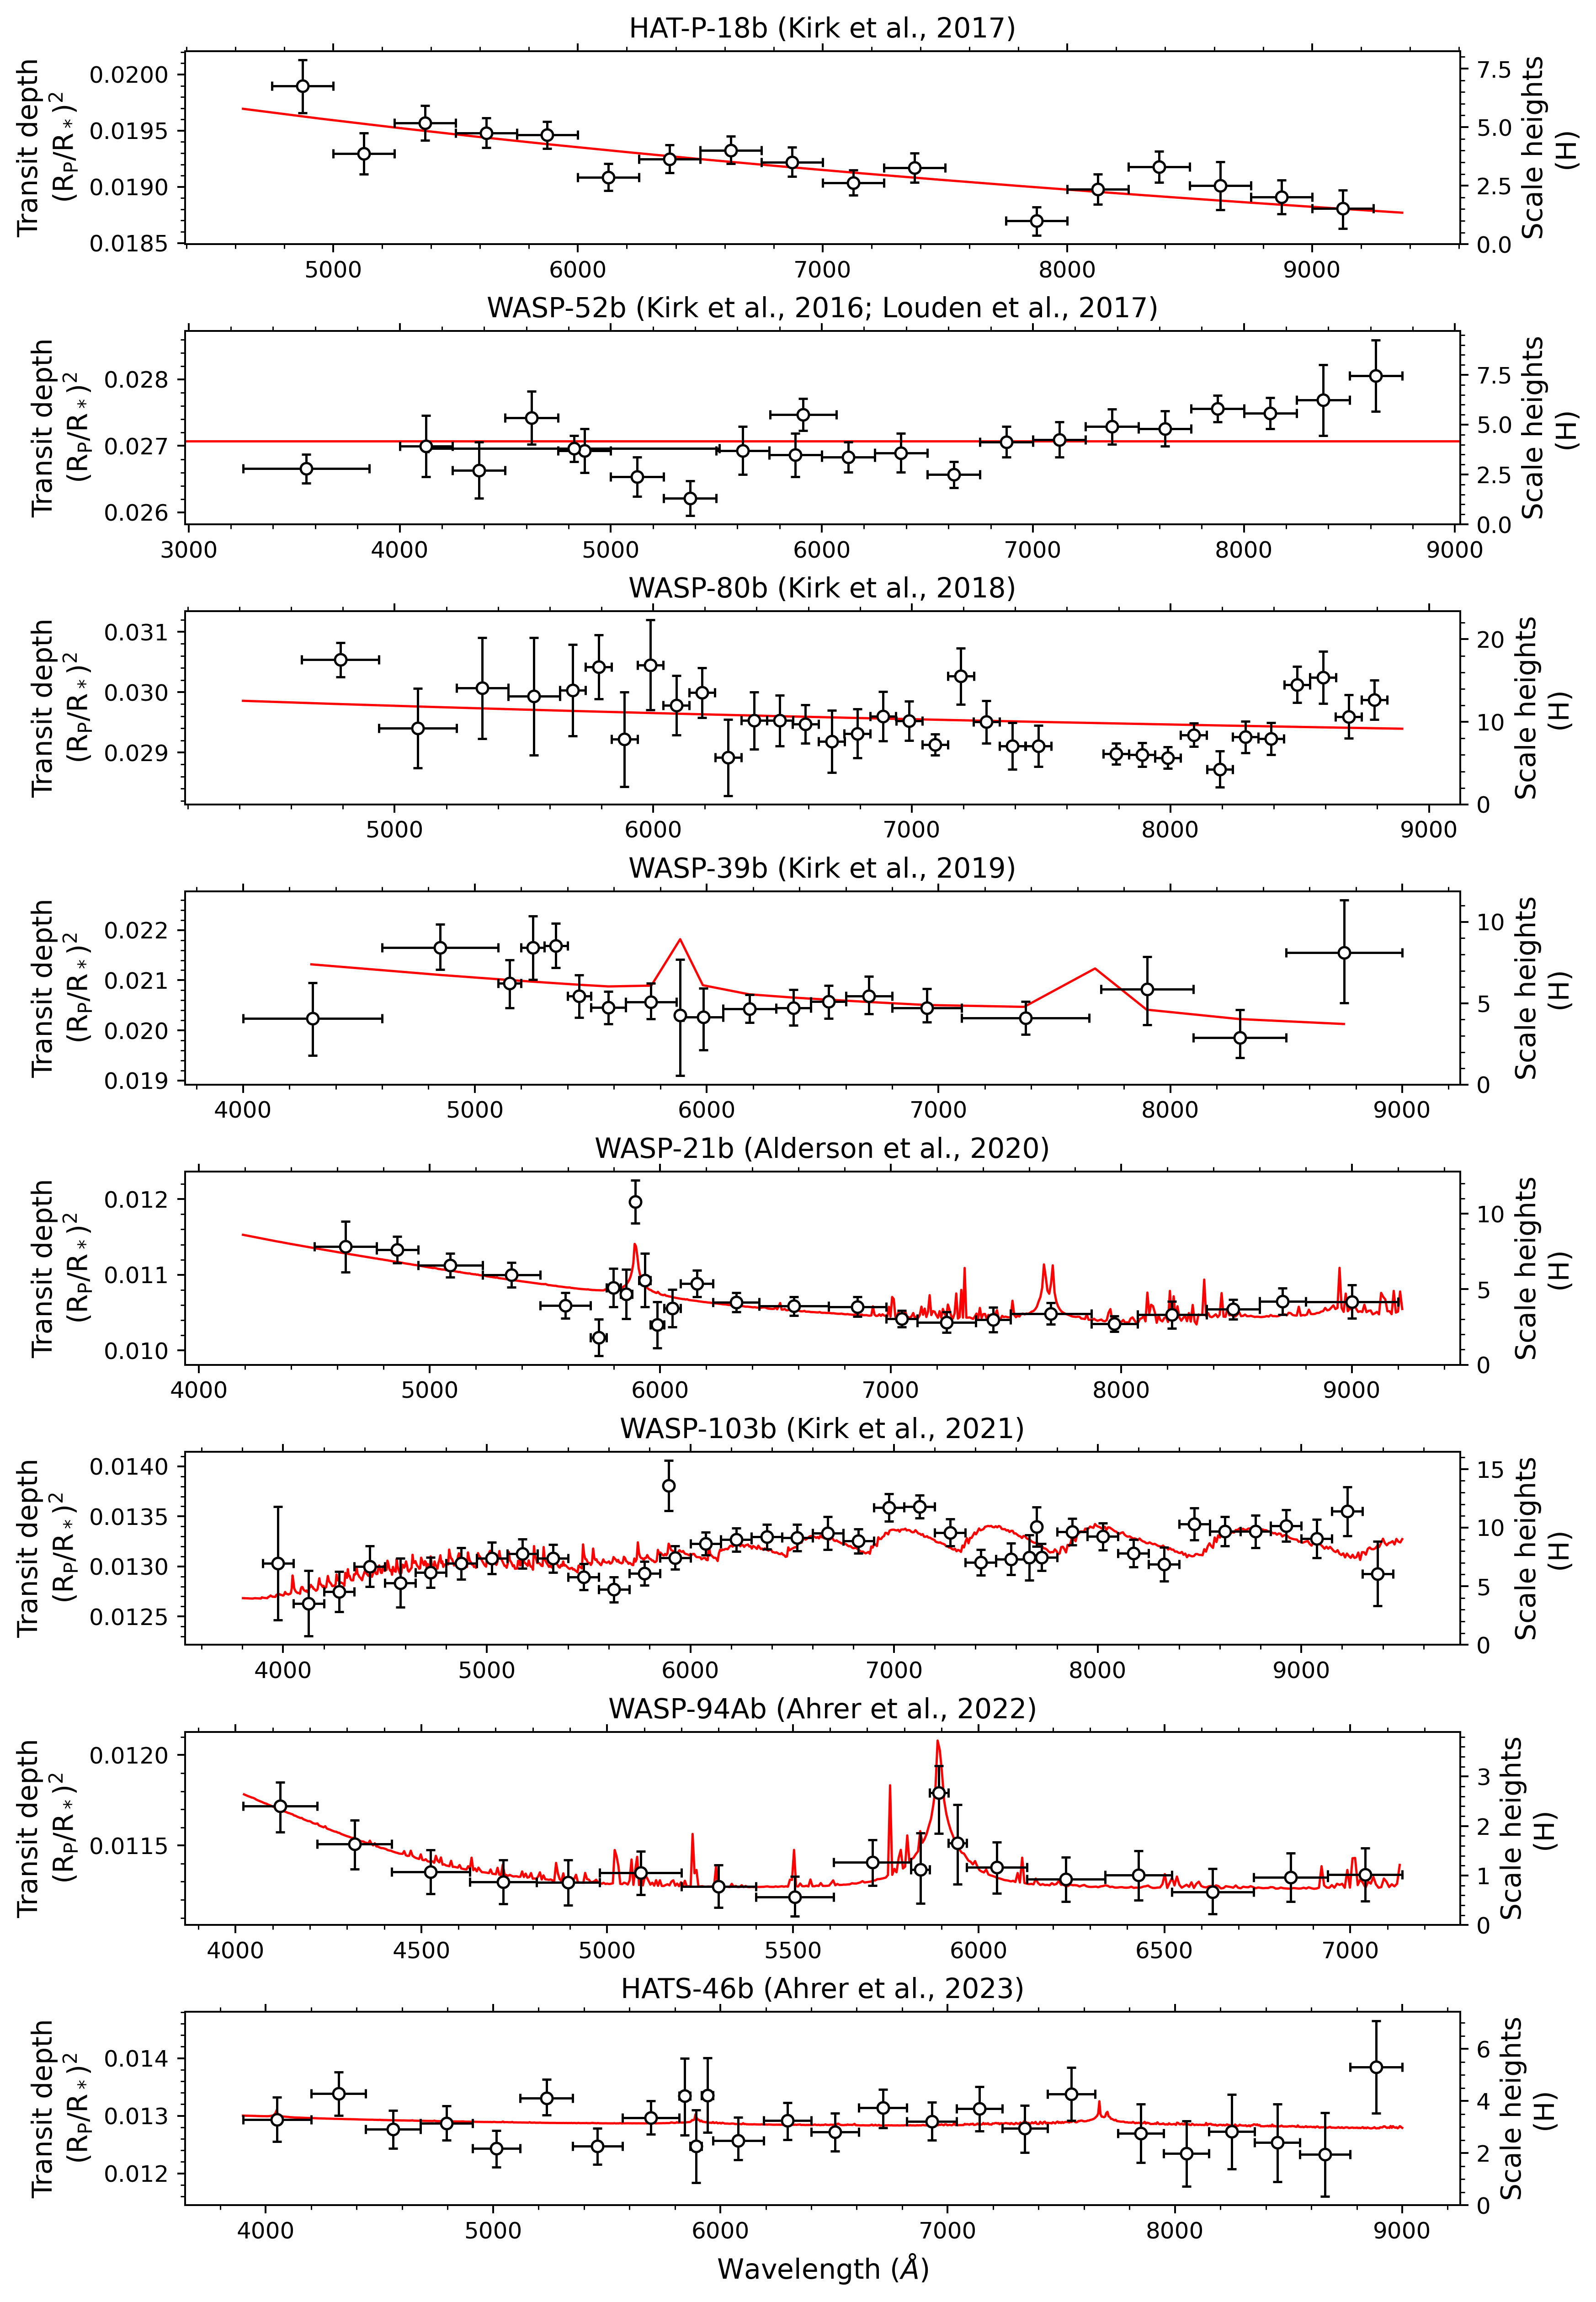 HAT-P-18b (Kirk et al., 2017)
Transit depth
(R_P/R_*)^2
0.0200
0.0195
0.0190
0.0185
7.5
5.0
2.5
0.0
Scale heights
(H)
5000 6000 7000 8000 9000
WASP-52b (Kirk et al., 2016; Louden et al., 2017)
Transit depth
(R_P/R_*)^2
0.028
0.027
0.026
7.5
5.0
2.5
0.0
Scale heights
(H)
3000 4000 5000 6000 7000 8000 9000
WASP-80b (Kirk et al., 2018)
Transit depth
(R_P/R_*)^2
0.031
0.030
0.029
20
10
0
Scale heights
(H)
5000 6000 7000 8000 9000
WASP-39b (Kirk et al., 2019)
Transit depth
(R_P/R_*)^2
0.022
0.021
0.020
0.019
10
5
0
Scale heights
(H)
4000 5000 6000 7000 8000 9000
WASP-21b (Alderson et al., 2020)
Transit depth
(R_P/R_*)^2
0.012
0.011
0.010
10
5
0
Scale heights
(H)
4000 5000 6000 7000 8000 9000
WASP-103b (Kirk et al., 2021)
Transit depth
(R_P/R_*)^2
0.0140
0.0135
0.0130
0.0125
15
10
5
0
Scale heights
(H)
4000 5000 6000 7000 8000 9000
WASP-94Ab (Ahrer et al., 2022)
Transit depth
(R_P/R_*)^2
0.0120
0.0115
3
2
1
0
Scale heights
(H)
4000 4500 5000 5500 6000 6500 7000
HATS-46b (Ahrer et al., 2023)
Transit depth
(R_P/R_*)^2
0.014
0.013
0.012
6
4
2
0
Scale heights
(H)
4000 5000 6000 7000 8000 9000
Wavelength (Å)